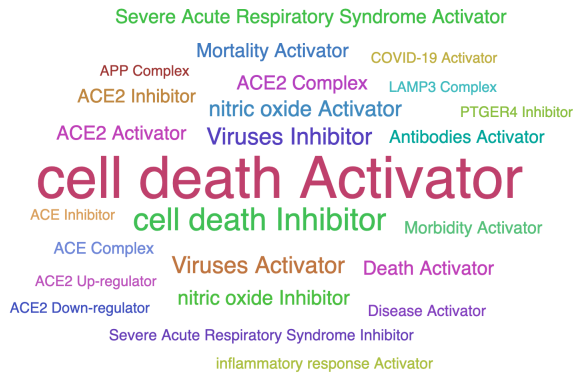 Severe Acute Respiratory Syndrome Activator
Mortality Activator
COVID-19 Activator
APP Complex
ACE2 Complex
LAMP3 Complex
ACE2 Inhibitor
nitric oxide Activator
PTGER4 Inhibitor
ACE2 Activator
Viruses Inhibitor
Antibodies Activator
cell death Activator
ACE Inhibitor
cell death Inhibitor
Morbidity Activator
ACE Complex
Viruses Activator
Death Activator
ACE2 Up-regulator
nitric oxide Inhibitor
ACE2 Down-regulator
Disease Activator
Severe Acute Respiratory Syndrome Inhibitor
inflammatory response Activator